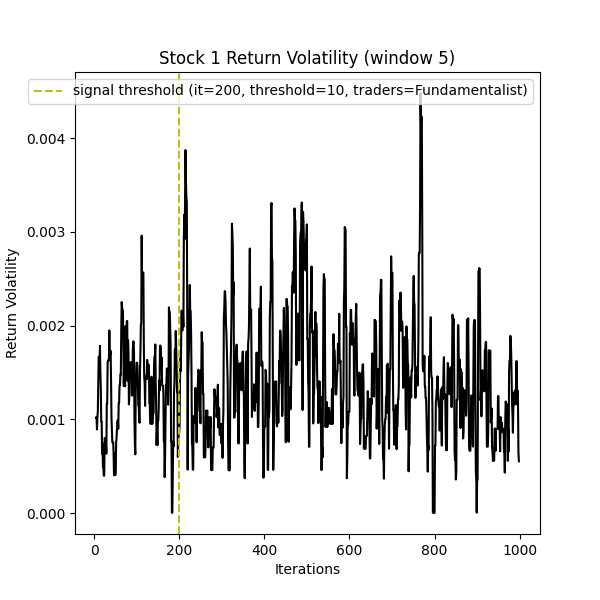 Stock 1 Return Volatility (window 5)
signal threshold (it=200, threshold=10, traders=Fundamentalist)
0.004
0.003
0.002
0.001
0.000
Return Volatility
0 200 400 600 800 1000
Iterations